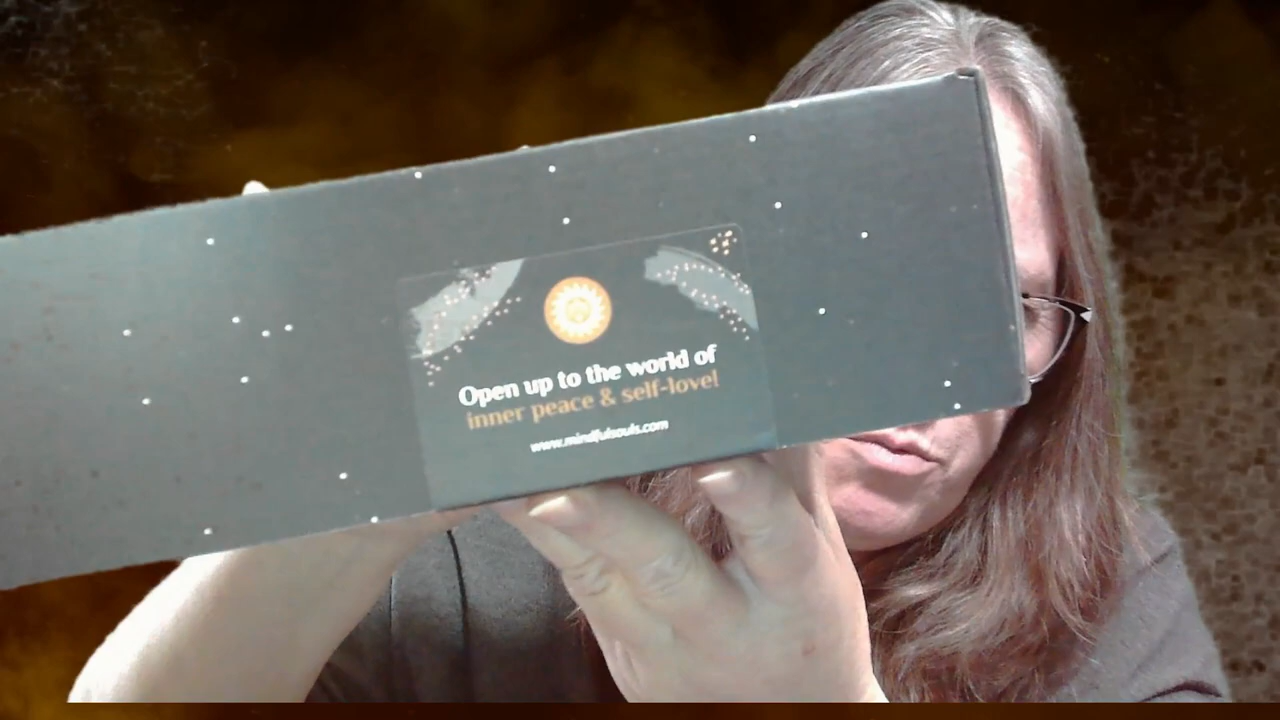 Open up to the world of
inner peace & self-love!
www.mindfulsouls.com